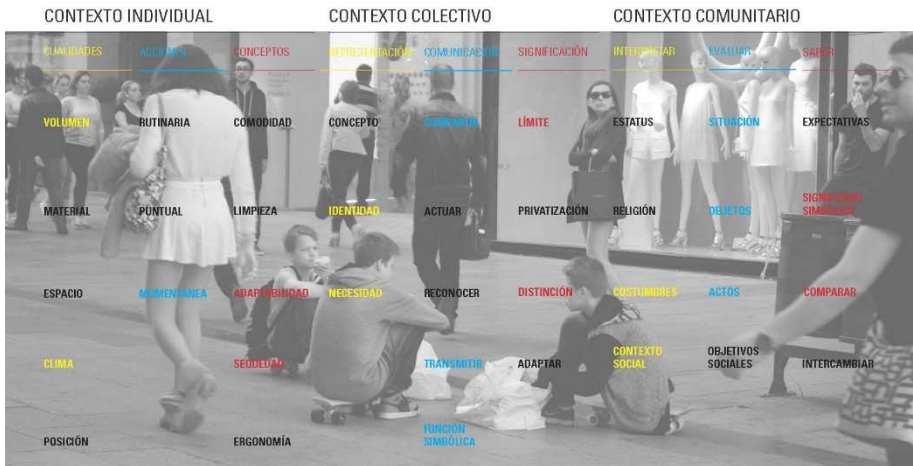 CONTEXTO INDIVIDUAL CONTEXTO COLECTIVO CONTEXTO COMUNITARIO
CUALIDADES ACCIONES CONCEPTOS REPRESENTACIÓN COMUNICACIÓN SIGNIFICACIÓN INTERPRETAR EVALUAR SABER
VOLUMEN RUTINARIA COMODIDAD CONCEPTO COMPARTIR LÍMITE ESTATUS SITUACIÓN EXPECTATIVAS
MATERIAL PUNTUAL LIMPIEZA IDENTIDAD ACTUAR PRIVATIZACIÓN RELIGIÓN OBJETOS SIGNIFICADO
SIMBÓLICO
ESPACIO MOMENTANEA ADAPTABILIDAD NECESIDAD RECONOCER DISTINCIÓN COSTUMBRES ACTOS COMPARAR
CLIMA SEGUEDAD TRANSMITIR ADAPTAR CONTEXTO
SOCIAL OBJETIVOS
SOCIALES INTERCAMBIAR
POSICIÓN ERGONOMÍA FUNCIÓN
SIMBÓLICA